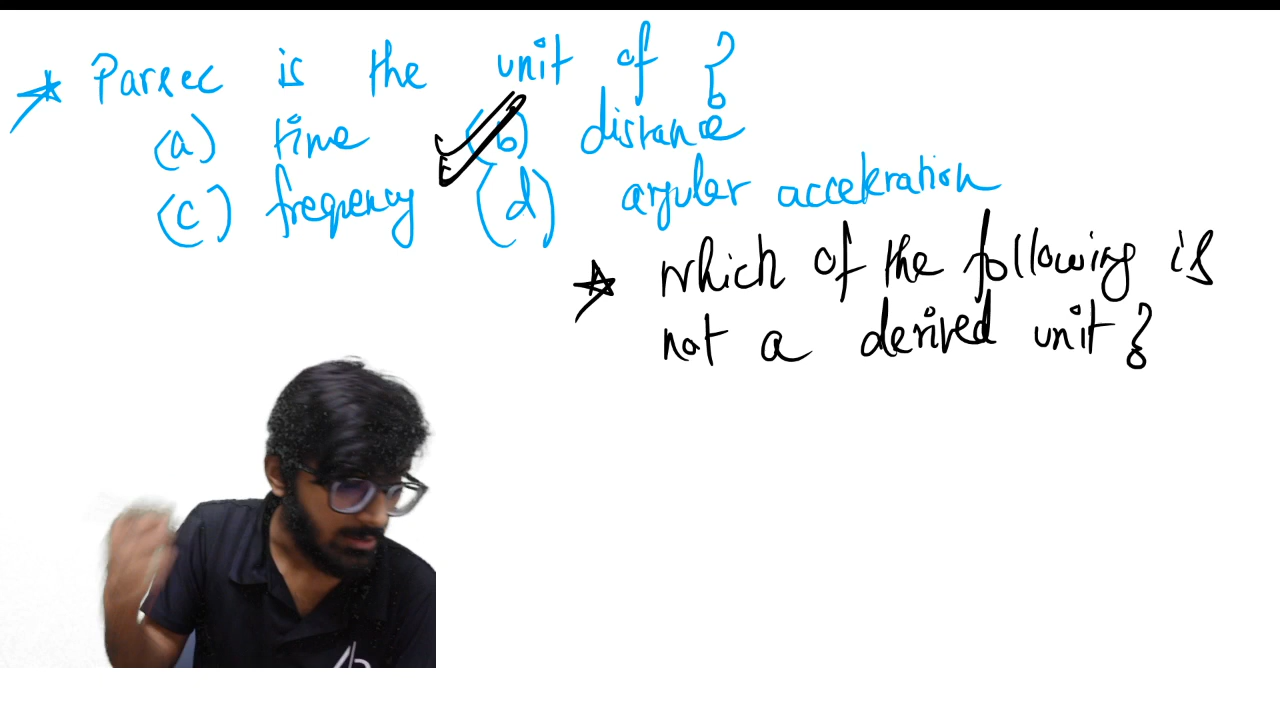 Parsec is the unit of ?
(a) time (b) distance
(c) frequency (d) angular acceleration
Which of the following is
not a derived unit ?